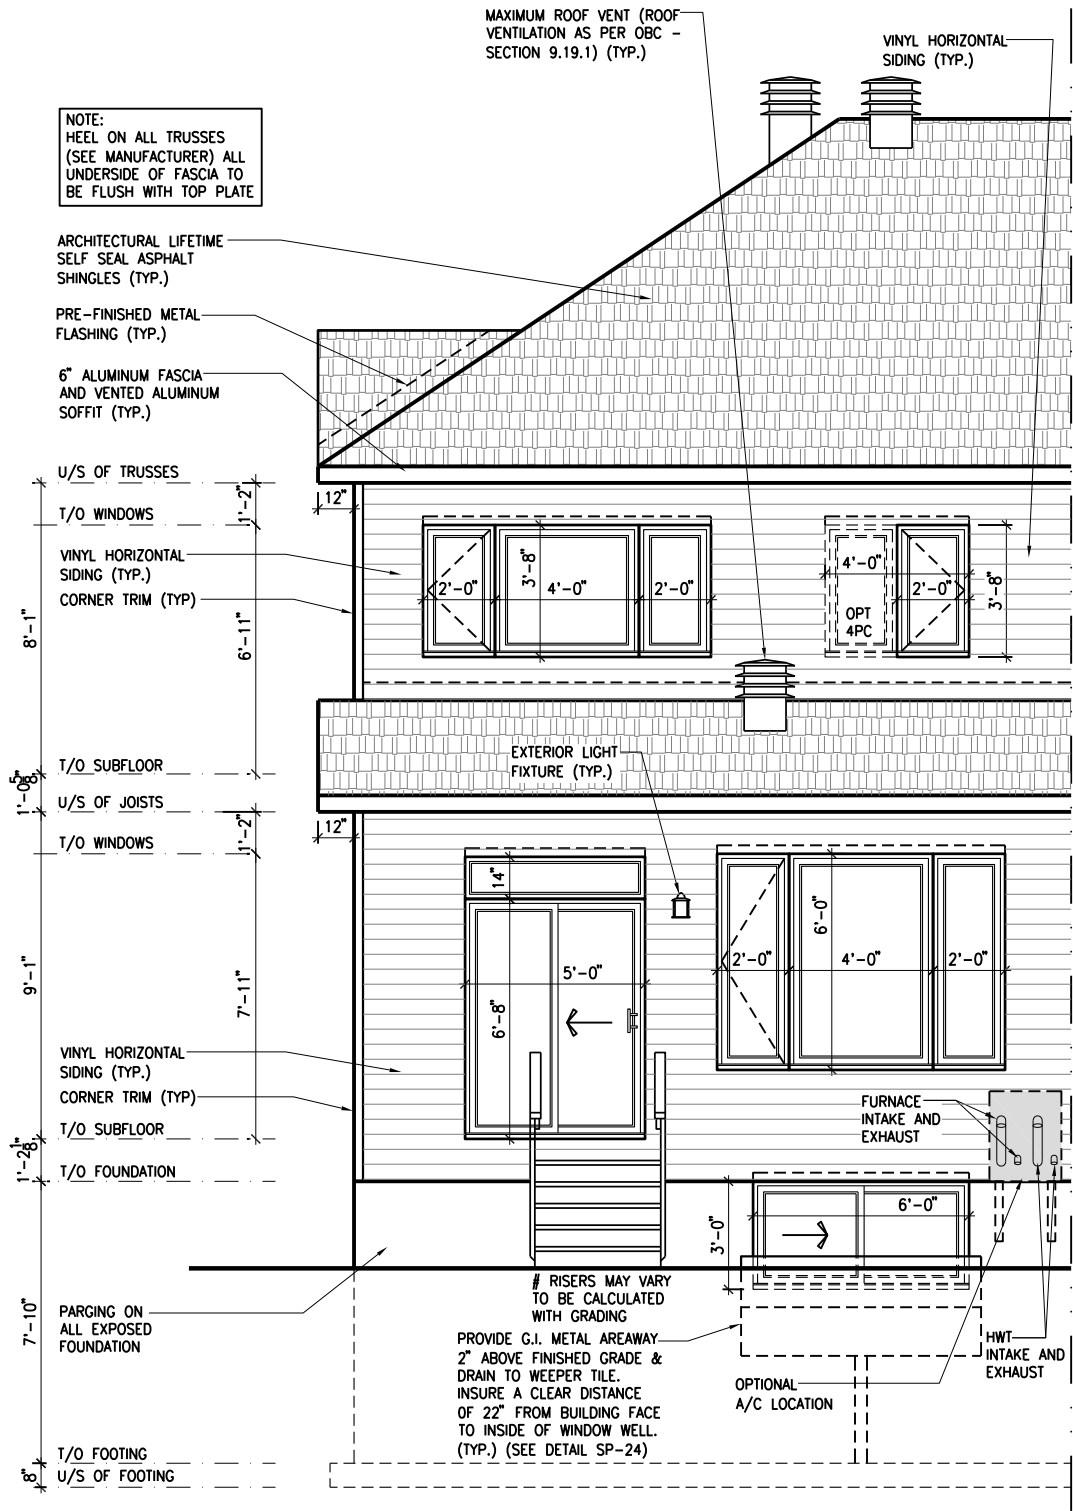 MAXIMUM ROOF VENT (ROOF
VENTILATION AS PER OBC –
SECTION 9.19.1) (TYP.)
VINYL HORIZONTAL
SIDING (TYP.)
NOTE:
HEEL ON ALL TRUSSES
(SEE MANUFACTURER) ALL
UNDERSIDE OF FASCIA TO
BE FLUSH WITH TOP PLATE
ARCHITECTURAL LIFETIME
SELF SEAL ASPHALT
SHINGLES (TYP.)
PRE-FINISHED METAL
FLASHING (TYP.)
6" ALUMINUM FASCIA
AND VENTED ALUMINUM
SOFFIT (TYP.)
U/S OF TRUSSES
1'-2"
12"
T/O WINDOWS
VINYL HORIZONTAL
SIDING (TYP.)
CORNER TRIM (TYP)
8'-1"
6'-11"
2'-0"
3'-8"
4'-0"
2'-0"
4'-0"
OPT
4PC
2'-0"
3'-8"
T/O SUBFLOOR
1'-0 5/8"
U/S OF JOISTS
EXTERIOR LIGHT
FIXTURE (TYP.)
1'-2"
12"
T/O WINDOWS
14"
9'-1"
7'-11"
5'-0"
6'-8"
6'-0"
2'-0"
4'-0"
2'-0"
VINYL HORIZONTAL
SIDING (TYP.)
CORNER TRIM (TYP)
T/O SUBFLOOR
1'-2 1/8"
T/O FOUNDATION
FURNACE
INTAKE AND
EXHAUST
6'-0"
3'-0"
7'-10"
PARGING ON
ALL EXPOSED
FOUNDATION
# RISERS MAY VARY
TO BE CALCULATED
WITH GRADING
PROVIDE G.I. METAL AREAWAY
2" ABOVE FINISHED GRADE &
DRAIN TO WEEPER TILE.
INSURE A CLEAR DISTANCE
OF 22" FROM BUILDING FACE
TO INSIDE OF WINDOW WELL.
(TYP.) (SEE DETAIL SP-24)
OPTIONAL
A/C LOCATION
HWT
INTAKE AND
EXHAUST
T/O FOOTING
8"
U/S OF FOOTING